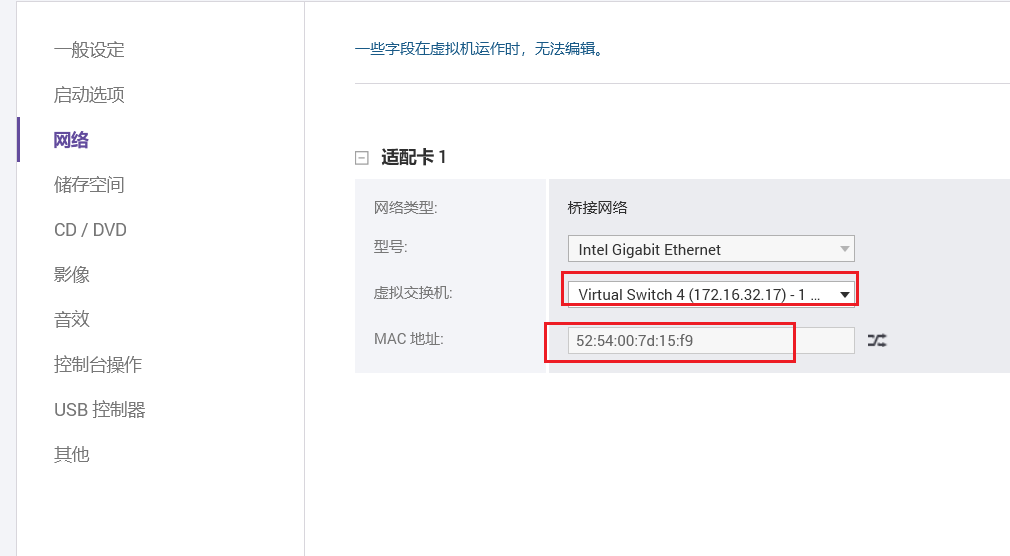 一般设定
启动选项
网络
储存空间
CD / DVD
影像
音效
控制台操作
USB 控制器
其他
一些字段在虚拟机运作时，无法编辑。
适配卡 1
网络类型: 桥接网络
型号: Intel Gigabit Ethernet
虚拟交换机: Virtual Switch 4 (172.16.32.17) - 1 ...
MAC 地址: 52:54:00:7d:15:f9